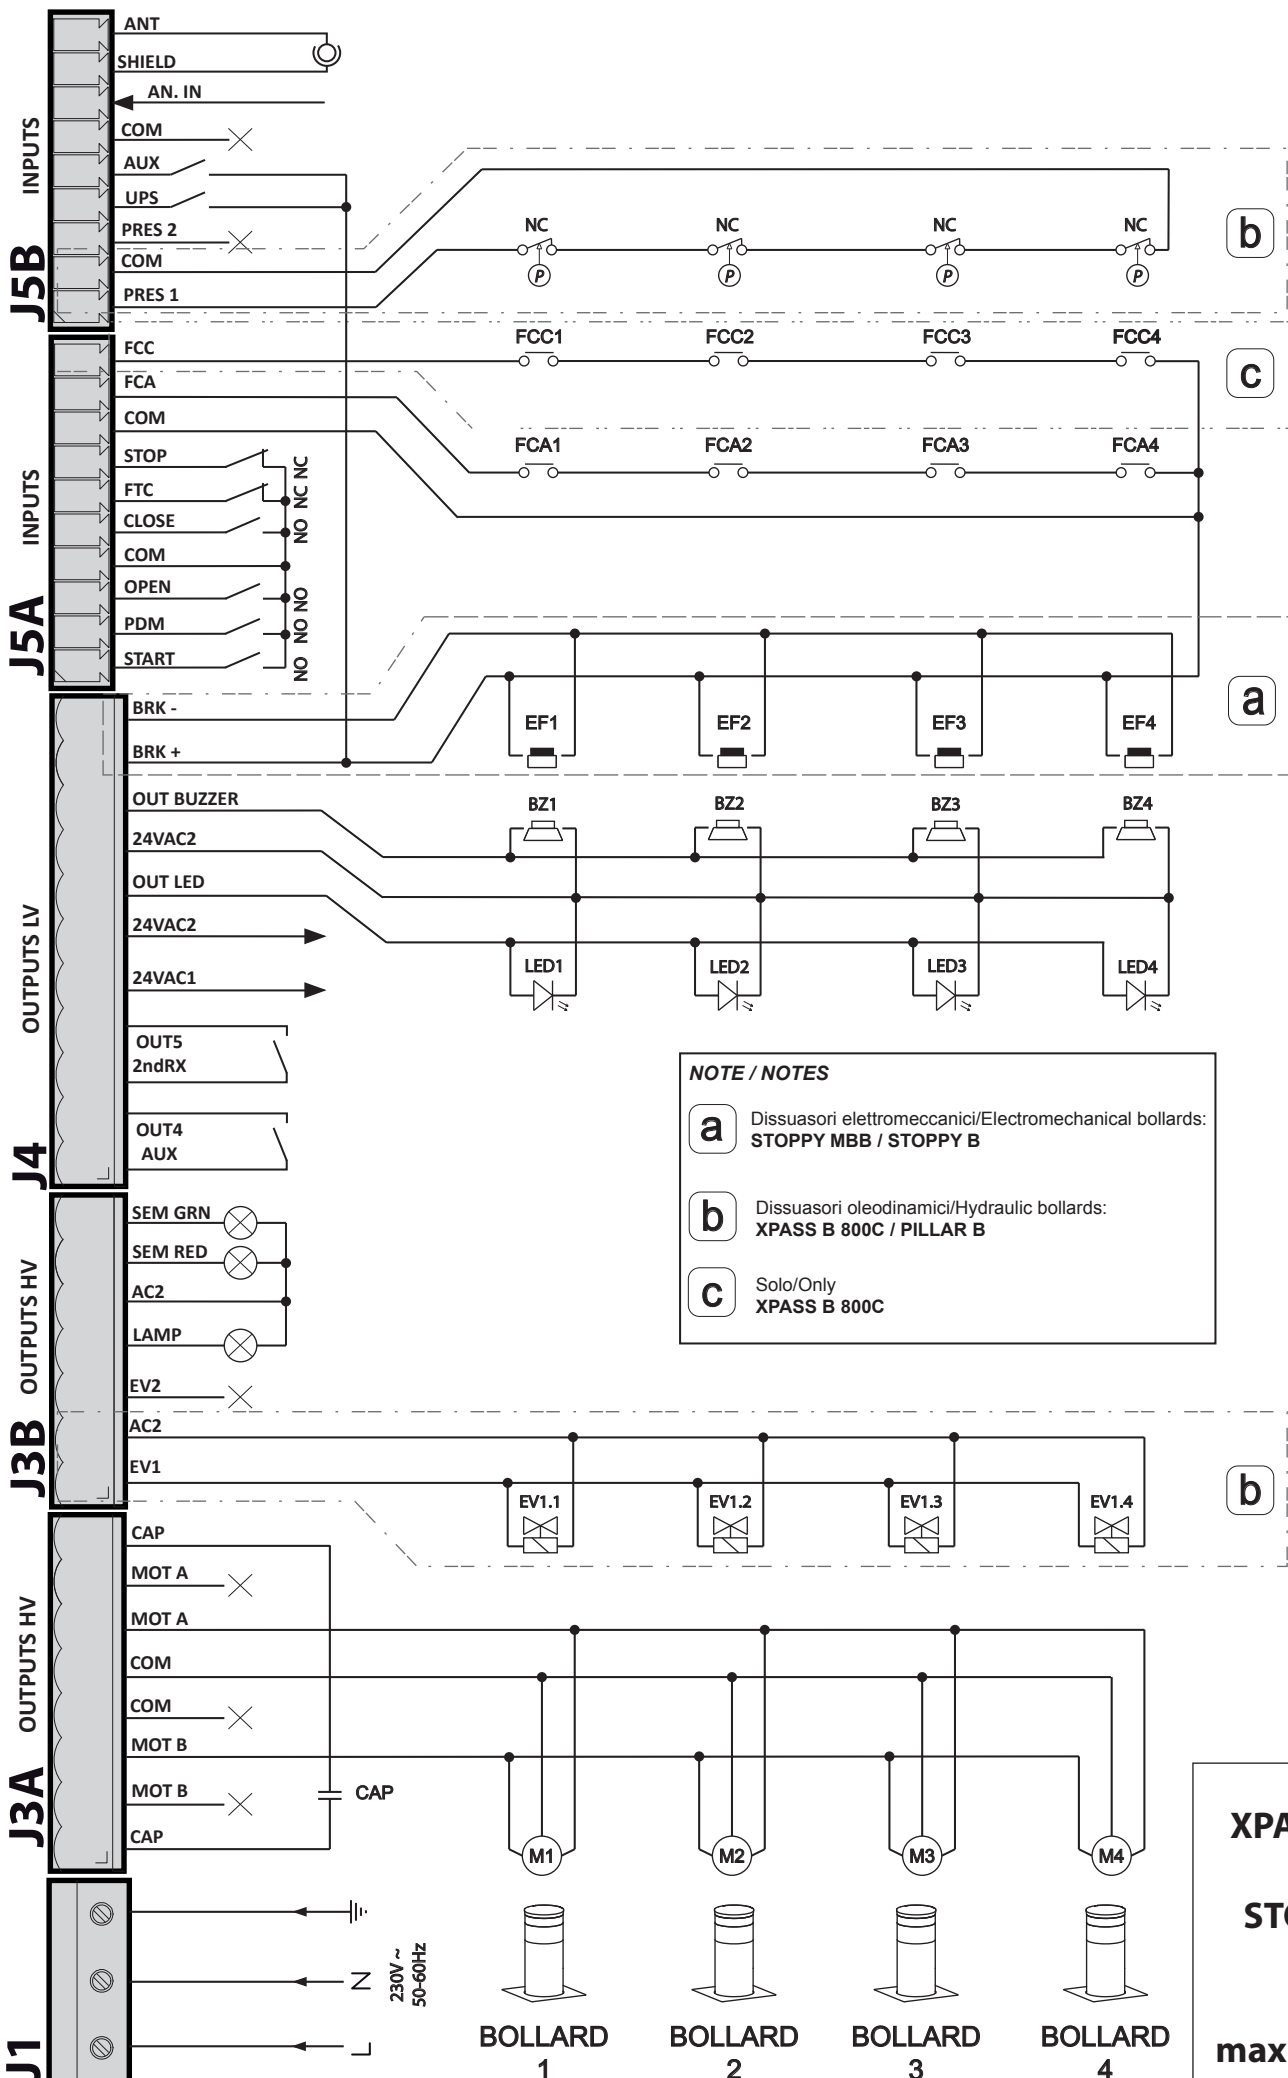 J5B
INPUTS
ANT
SHIELD
AN. IN
COM
AUX
UPS
PRES 2
COM
PRES 1
NC NC NC NC
P P P P
b
J5A
INPUTS
FCC
FCA
COM
STOP
FTC
CLOSE
COM
OPEN
PDM
START
NC
NC
NO
NO
NO
NO
FCC1 FCC2 FCC3 FCC4
c
FCA1 FCA2 FCA3 FCA4
J4
OUTPUTS LV
BRK -
BRK +
EF1 EF2 EF3 EF4
a
OUT BUZZER
24VAC2
OUT LED
24VAC2
24VAC1
OUT5
2ndRX
OUT4
AUX
BZ1 BZ2 BZ3 BZ4
LED1 LED2 LED3 LED4
NOTE / NOTES
a
Dissuasori elettromeccanici/Electromechanical bollards:
STOPPY MBB / STOPPY B
b
Dissuasori oleodinamici/Hydraulic bollards:
XPASS B 800C / PILLAR B
c
Solo/Only
XPASS B 800C
J3B
OUTPUTS HV
SEM GRN
SEM RED
AC2
LAMP
EV2
AC2
EV1
EV1.1 EV1.2 EV1.3 EV1.4
b
J3A
OUTPUTS HV
CAP
MOT A
MOT A
COM
COM
MOT B
MOT B
CAP
CAP
M1 M2 M3 M4
J1
N
L
230V ~
50-60Hz
BOLLARD
1
BOLLARD
2
BOLLARD
3
BOLLARD
4
XPA
STO
max